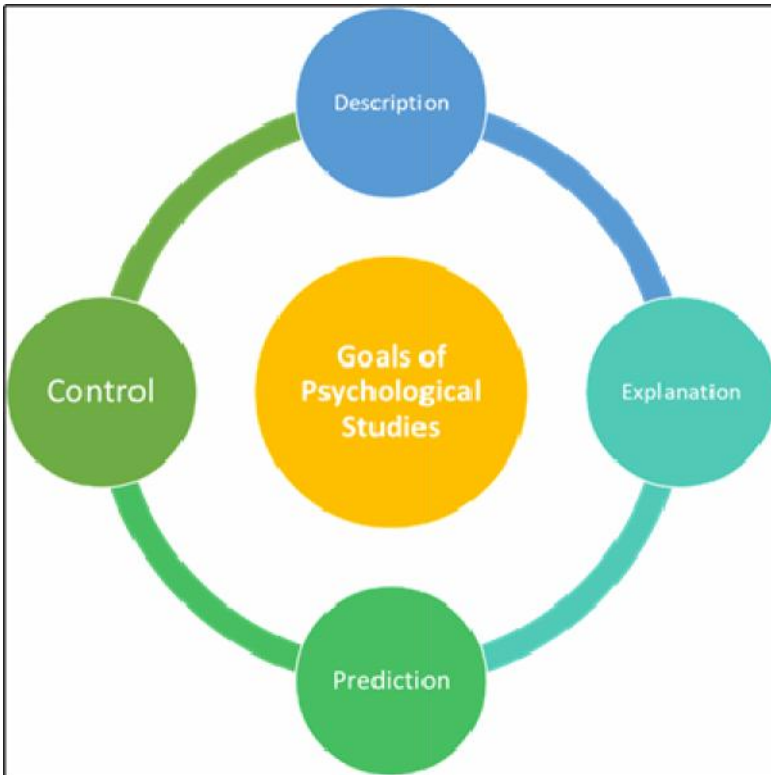 Description
Control
Goals of
Psychological
Studies
Explanation
Prediction